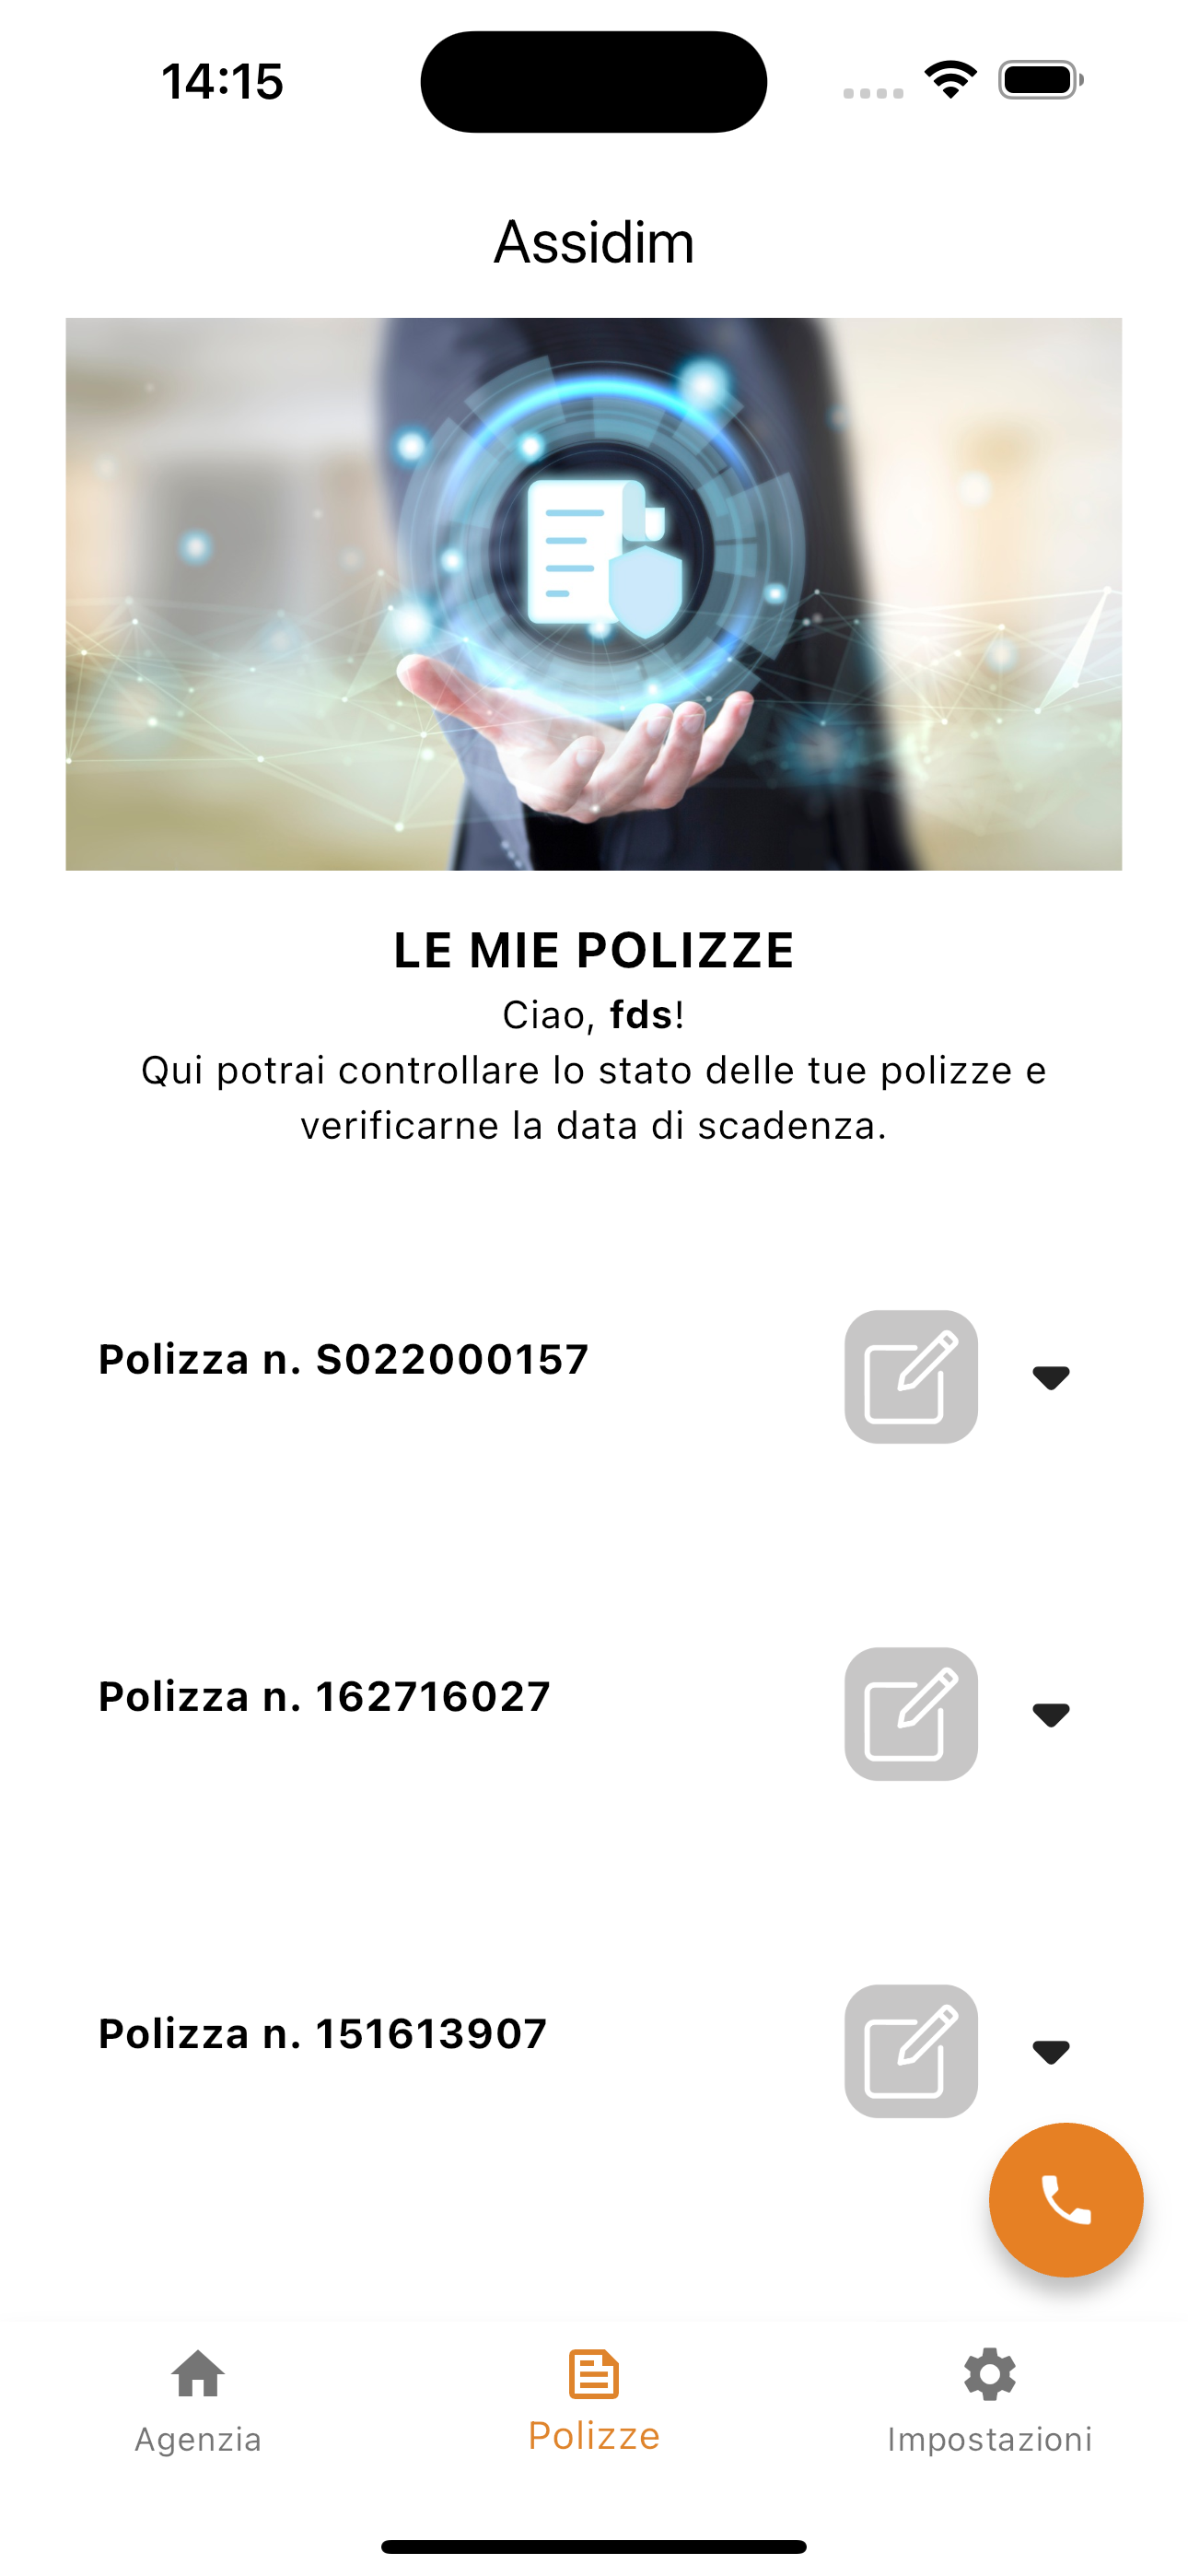 14:15
Assidim
LE MIE POLIZZE
Ciao, fds!
Qui potrai controllare lo stato delle tue polizze e
verificarne la data di scadenza.
Polizza n. S022000157
Polizza n. 162716027
Polizza n. 151613907
Agenzia
Polizze
Impostazioni